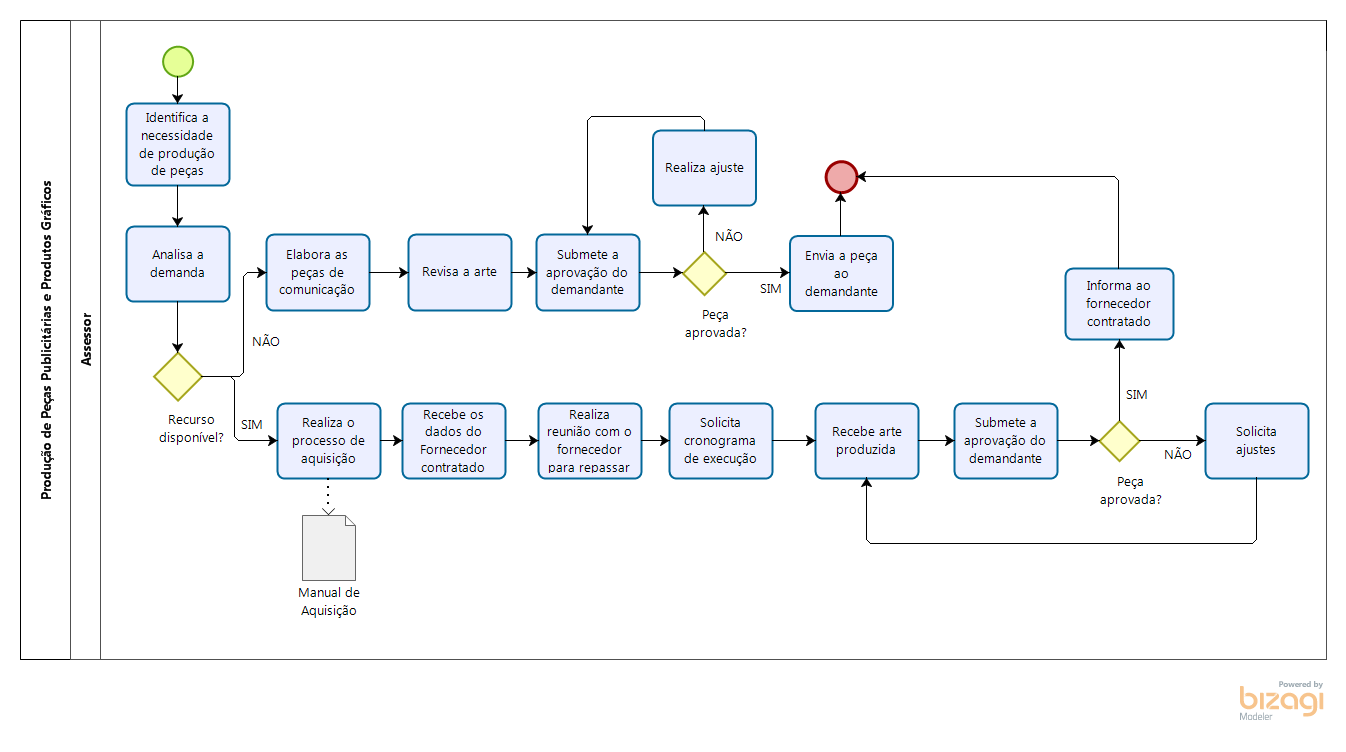 Produção de Peças Publicitárias e Produtos Gráficos
Assessor
Identifica a
necessidade
de produção
de peças
Analisa a
demanda
Recurso
disponível?
NÃO
SIM
Elabora as
peças de
comunicação
Revisa a arte
Submete a
aprovação do
demandante
Realiza ajuste
NÃO
SIM
Peça
aprovada?
Envia a peça
ao
demandante
Realiza o
processo de
aquisição
Manual de
Aquisição
Recebe os
dados do
Fornecedor
contratado
Realiza
reunião com o
fornecedor
para repassar
Solicita
cronograma
de execução
Recebe arte
produzida
Submete a
aprovação do
demandante
Peça
aprovada?
SIM
NÃO
Informa ao
fornecedor
contratado
Solicita
ajustes
Powered by
bizagi
Modeler